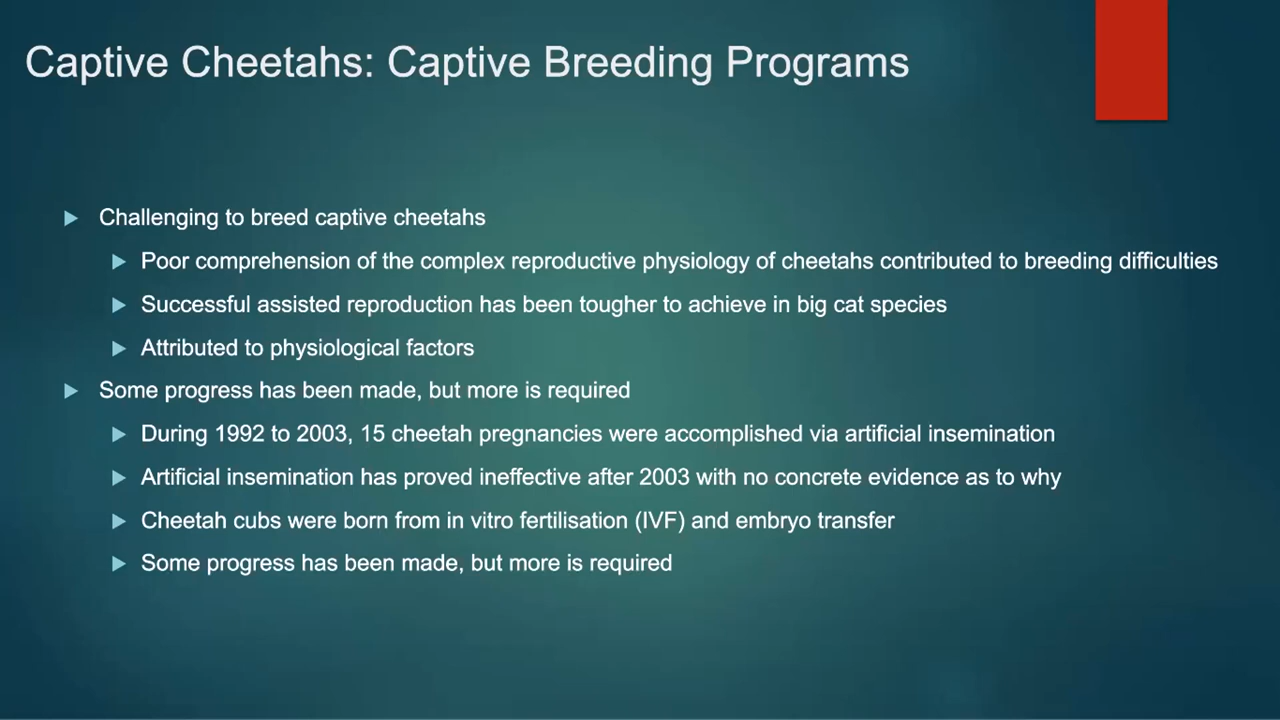 Captive Cheetahs: Captive Breeding Programs
Challenging to breed captive cheetahs
Poor comprehension of the complex reproductive physiology of cheetahs contributed to breeding difficulties
Successful assisted reproduction has been tougher to achieve in big cat species
Attributed to physiological factors
Some progress has been made, but more is required
During 1992 to 2003, 15 cheetah pregnancies were accomplished via artificial insemination
Artificial insemination has proved ineffective after 2003 with no concrete evidence as to why
Cheetah cubs were born from in vitro fertilisation (IVF) and embryo transfer
Some progress has been made, but more is required